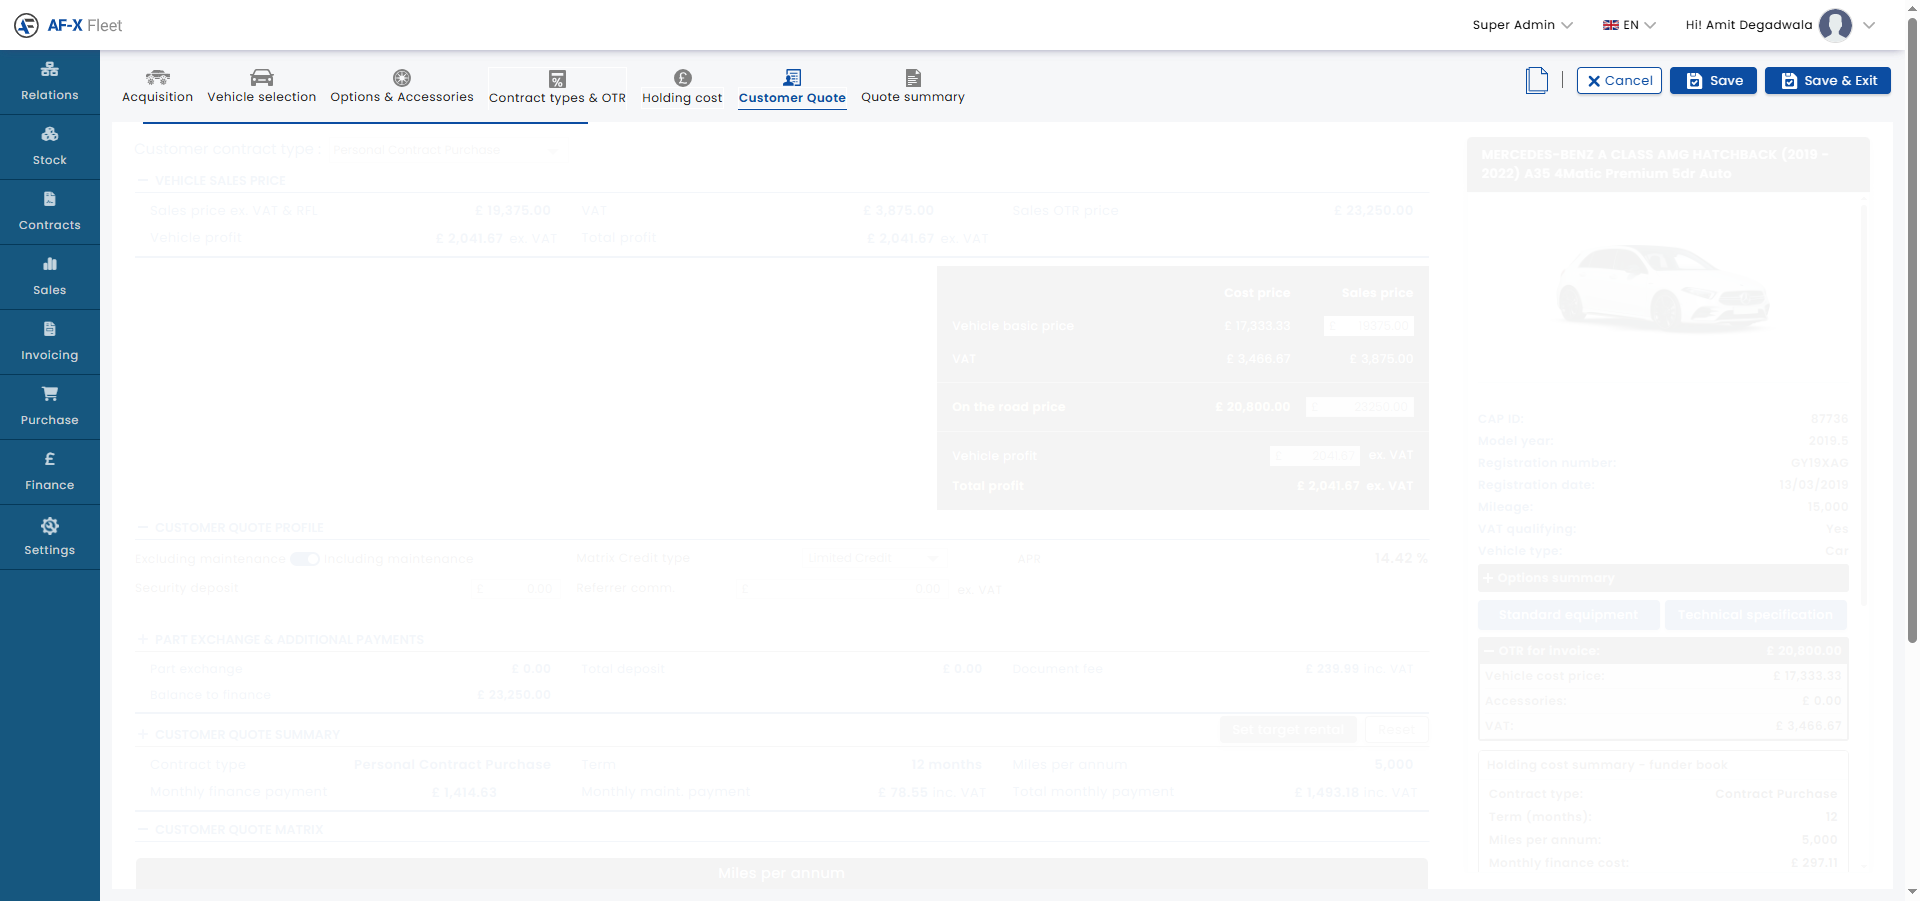 AF-X Fleet
Super Admin
EN
Hi! Amit Degadwala
Relations
Stock
Contracts
Sales
Invoicing
Purchase
Finance
Settings
Acquisition
Vehicle selection
Options & Accessories
Contract types & OTR
Holding cost
Customer Quote
Quote summary
Cancel
Save
Save & Exit
Customer contract type: Personal Contract Purchase
VEHICLE SALES PRICE
Sales price ex. VAT & RFL £ 19,375.00 VAT £ 3,875.00 Sales OTR price £ 23,250.00
Vehicle profit £ 2,041.67 ex. VAT Total profit £ 2,041.67 ex. VAT
Cost price Sales price
Vehicle basic price £ 17,333.33 £ 19375.00
VAT £ 3,466.67 £ 3,875.00
On the road price £ 20,800.00 £ 23250.00
Vehicle profit £ 2041.67 ex. VAT
Total profit £ 2,041.67 ex. VAT
CUSTOMER QUOTE PROFILE
Excluding maintenance Including maintenance Matrix Credit type Limited Credit APR 14.42 %
Security deposit £ 0.00 Referrer comm. £ 0.00 ex. VAT
+ PART EXCHANGE & ADDITIONAL PAYMENTS
Part exchange £ 0.00 Total deposit £ 0.00 Document fee £ 239.99 inc. VAT
Balance to finance £ 23,250.00
+ CUSTOMER QUOTE SUMMARY
Set target rental Reset
Contract type Personal Contract Purchase Term 12 months Miles per annum 5,000
Monthly finance payment £ 1,414.63 Monthly maint. payment £ 78.55 inc. VAT Total monthly payment £ 1,493.18 inc. VAT
CUSTOMER QUOTE MATRIX
Miles per annum
MERCEDES-BENZ A CLASS AMG HATCHBACK (2019 -
2022) A35 4Matic Premium 5dr Auto
CAP ID: 87736
Model year: 2019.5
Registration number: GY19XAG
Registration date: 13/03/2019
Mileage: 15,000
VAT qualifying: Yes
Vehicle type: Car
+ Options summary
Standard equipment Technical specification
− OTR for invoice: £ 20,800.00
Vehicle cost price: £ 17,333.33
Accessories: £ 0.00
VAT: £ 3,466.67
Holding cost summary - funder book
Contract type: Contract Purchase
Term (months): 12
Miles per annum: 5,000
Monthly finance cost: £ 297.11